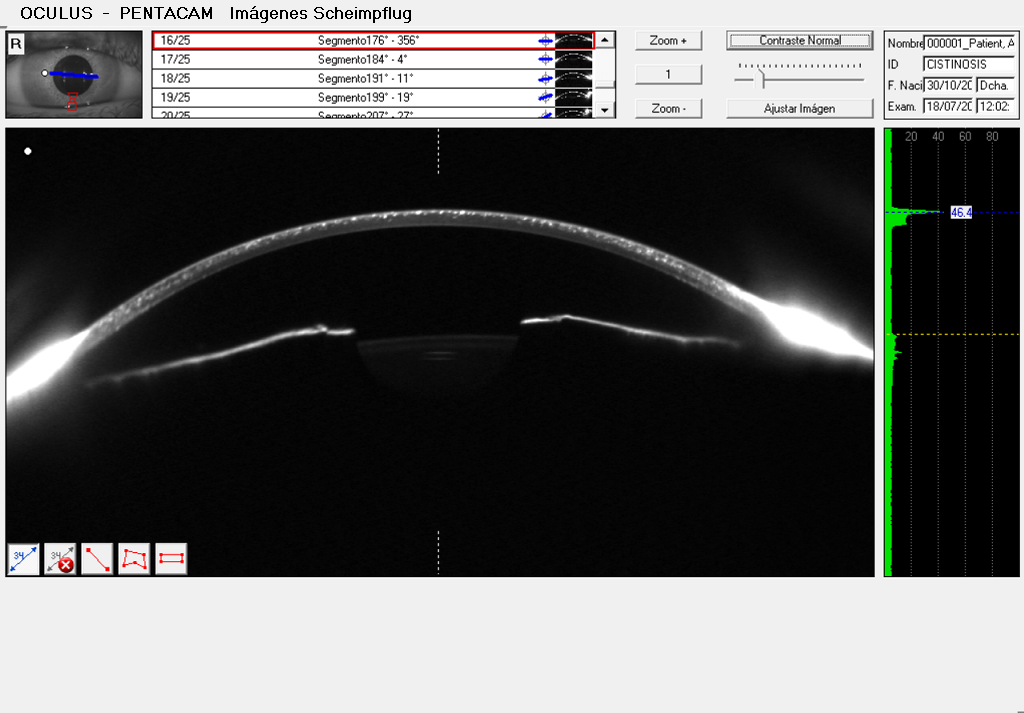 OCULUS - PENTACAM Imágenes Scheimpflug
R
16/25 Segmento176° - 356°
17/25 Segmento184° - 4°
18/25 Segmento191° - 11°
19/25 Segmento199° - 19°
20/25 Segmento207° - 27°
Zoom +
1
Zoom -
Contraste Normal
Ajustar Imágen
Nombre 000001_Patient, A
ID CISTINOSIS
F. Naci 30/10/20 Dcha.
Exam. 18/07/20 12:02:
20 40 60 80
46.4
34
34